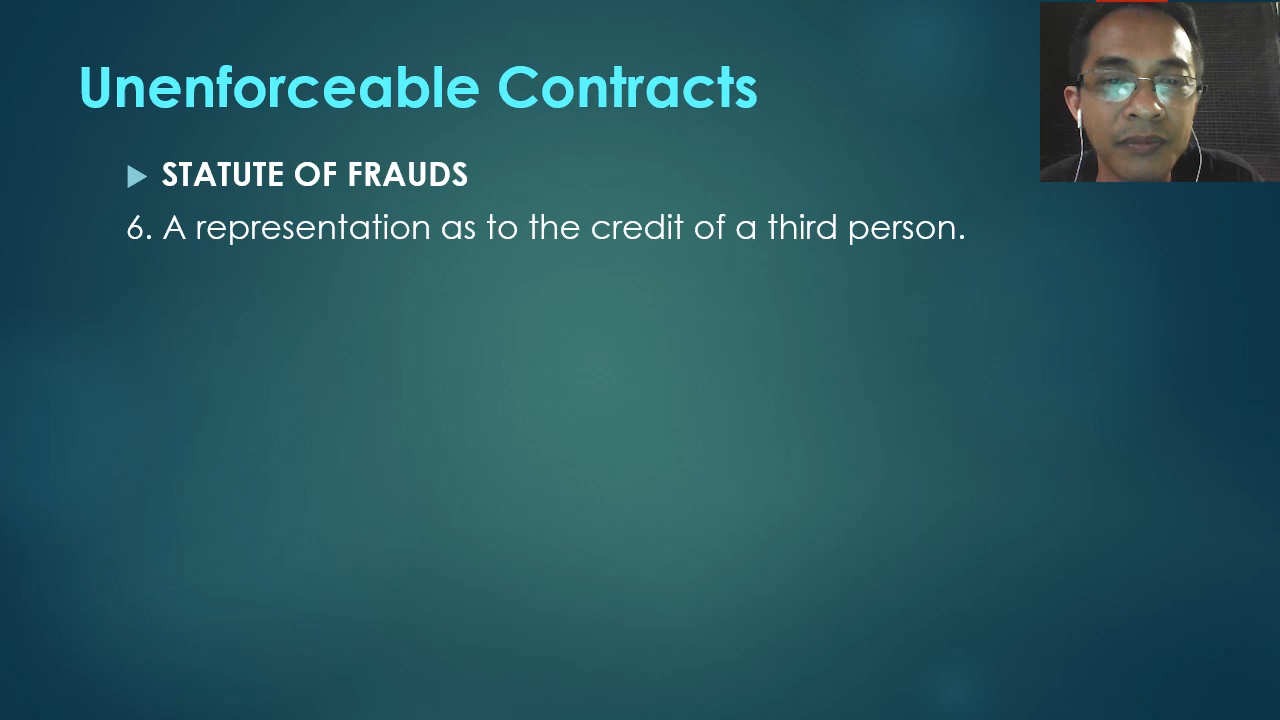 Unenforceable Contracts
STATUTE OF FRAUDS
6. A representation as to the credit of a third person.